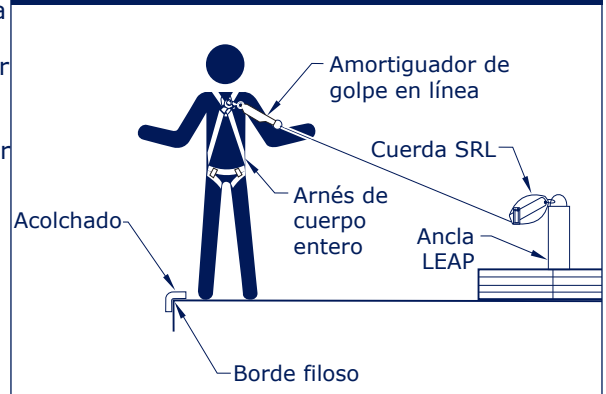 Amortiguador de
golpe en línea
Cuerda SRL
Arnés de
cuerpo
entero
Ancla
LEAP
Acolchado
Borde filoso